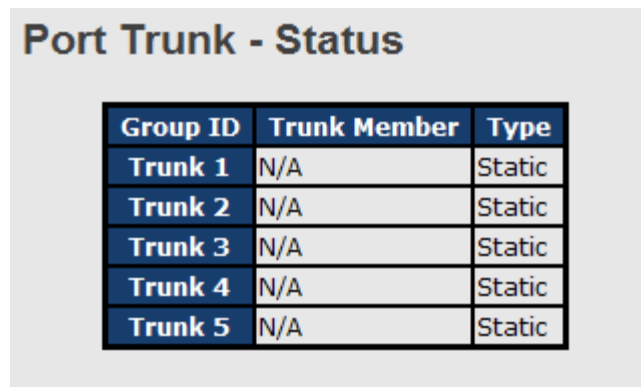 Port Trunk - Status
Group ID Trunk Member Type
Trunk 1 N/A Static
Trunk 2 N/A Static
Trunk 3 N/A Static
Trunk 4 N/A Static
Trunk 5 N/A Static